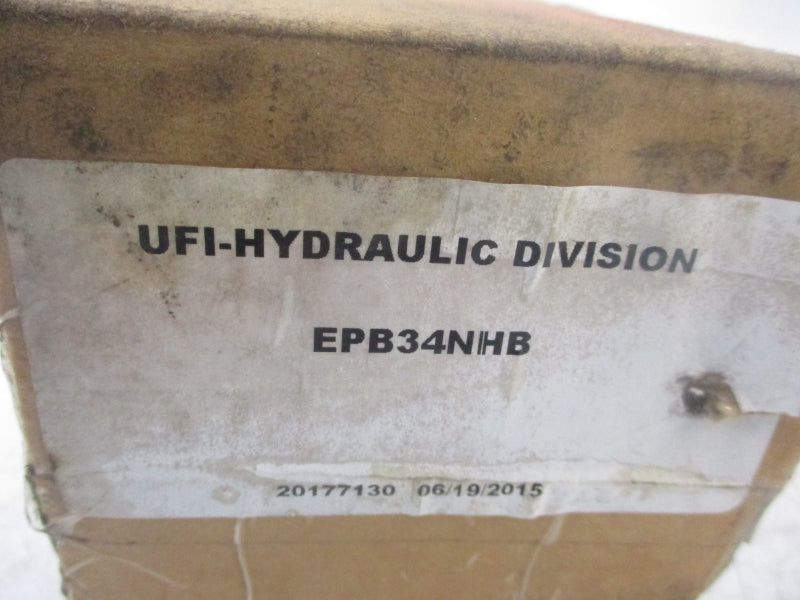 UFI-HYDRAULIC DIVISION
EPB34NHB
20177130 06/19/2015